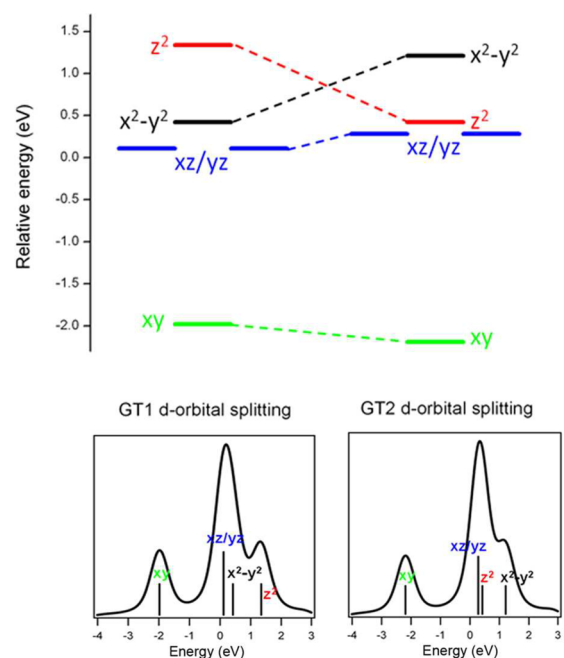 1.5
1.0
0.5
0.0
-0.5
-1.0
-1.5
-2.0
Relative energy (eV)
z²
x²-y²
xz/yz
xy
x²-y²
z²
xz/yz
xy
GT1 d-orbital splitting
xy
xz/yz
x²-y²
z²
-4 -3 -2 -1 0 1 2 3
Energy (eV)
GT2 d-orbital splitting
xy
xz/yz
z²
x²-y²
-4 -3 -2 -1 0 1 2 3
Energy (eV)